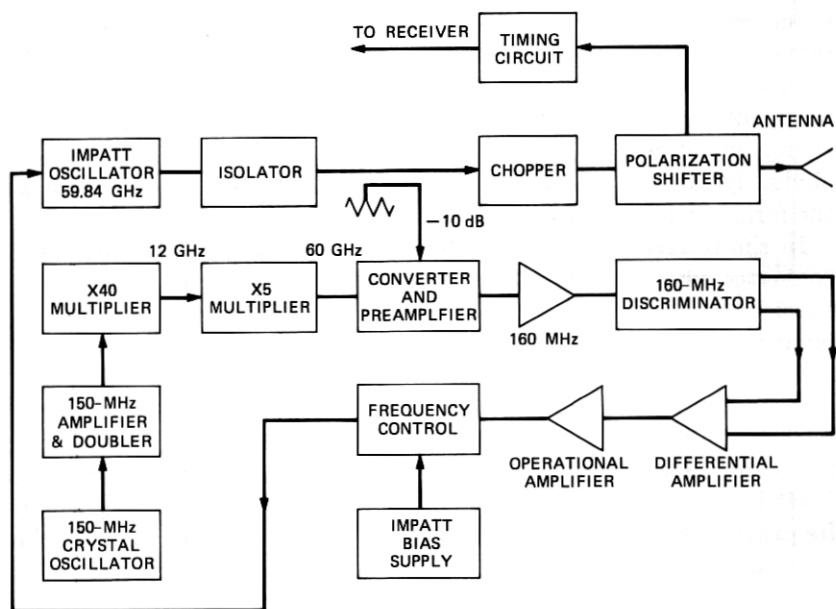 TO RECEIVER
TIMING
CIRCUIT
ANTENNA
IMPATT
OSCILLATOR
59.84 GHz
ISOLATOR
CHOPPER
POLARIZATION
SHIFTER
−10 dB
12 GHz
60 GHz
X40
MULTIPLIER
X5
MULTIPLIER
CONVERTER
AND
PREAMPLFIER
160 MHz
160-MHz
DISCRIMINATOR
150-MHz
AMPLIFIER
& DOUBLER
FREQUENCY
CONTROL
OPERATIONAL
AMPLIFIER
DIFFERENTIAL
AMPLIFIER
150-MHz
CRYSTAL
OSCILLATOR
IMPATT
BIAS
SUPPLY